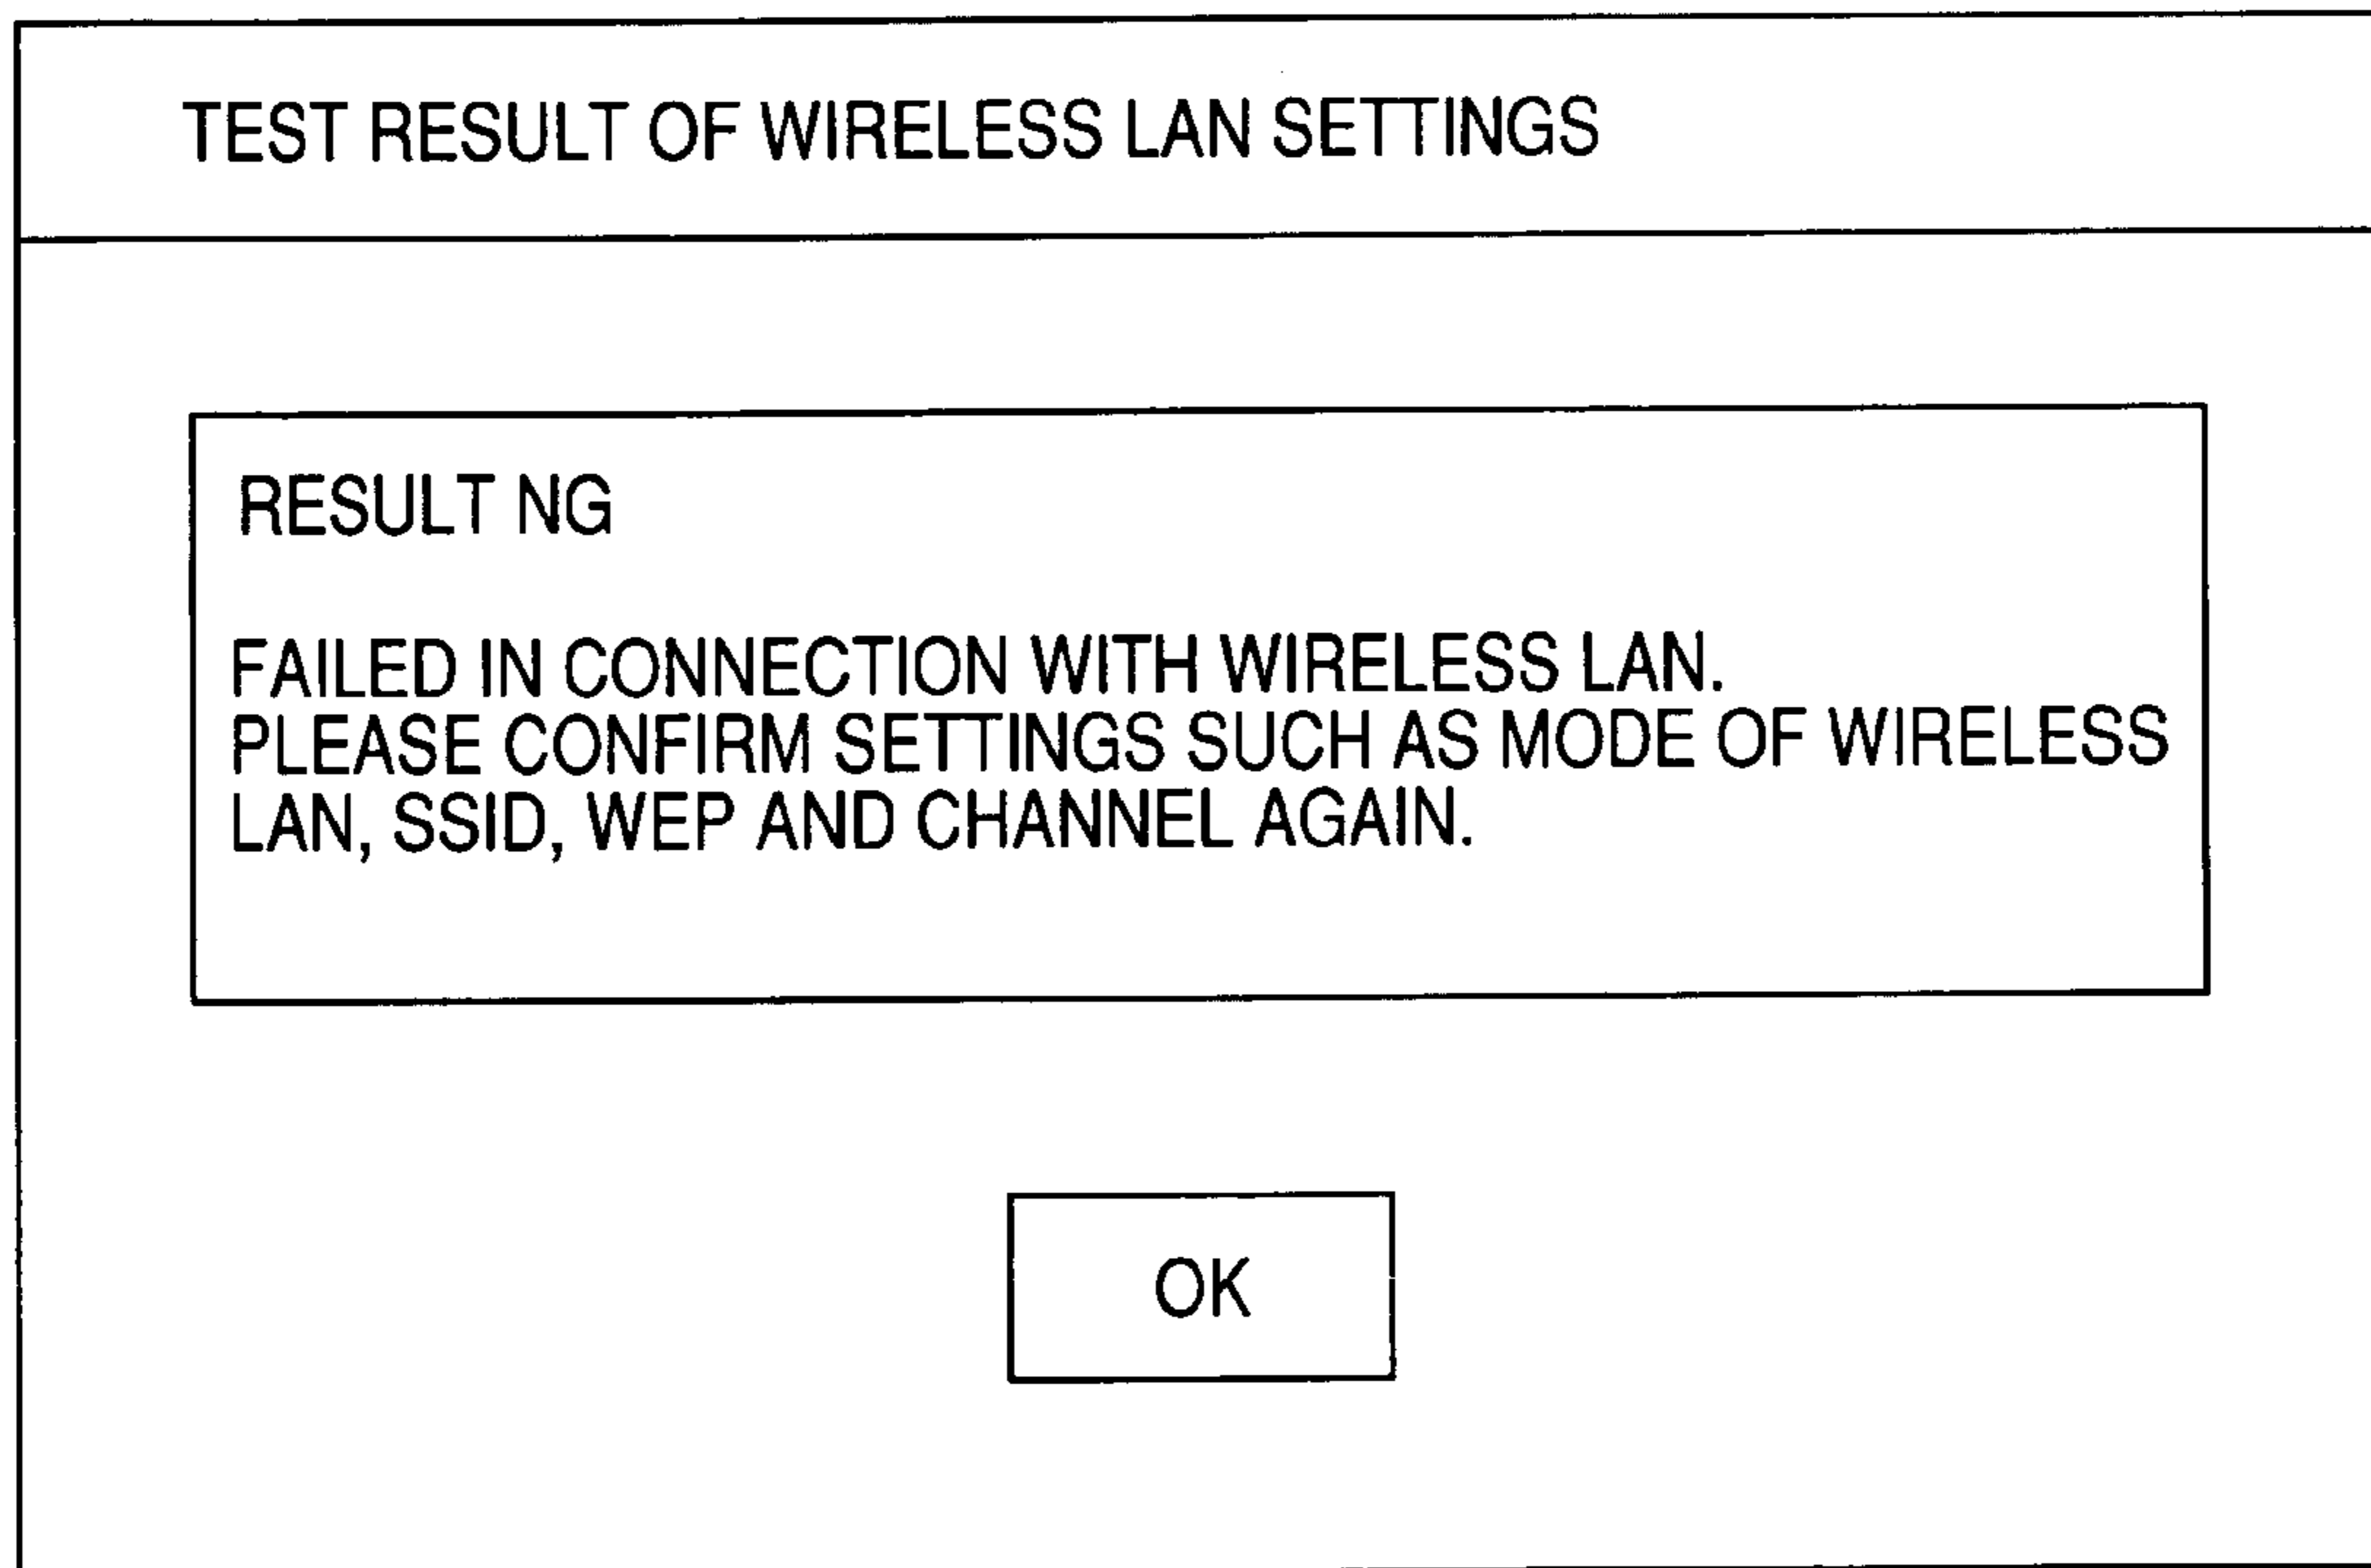 TEST RESULT OF WIRELESS LAN SETTINGS
RESULT NG
FAILED IN CONNECTION WITH WIRELESS LAN.
PLEASE CONFIRM SETTINGS SUCH AS MODE OF WIRELESS
LAN, SSID, WEP AND CHANNEL AGAIN.
OK